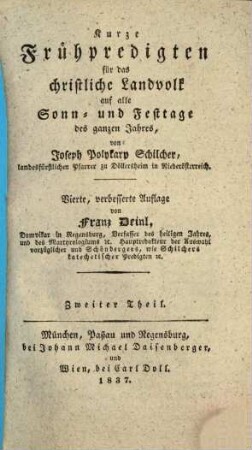 Kurze
Frühpredigten
für das
christliche Landvolk
auf alle
Sonn- und Festtage
des ganzen Jahres,
von
Joseph Polykarp Schilcher,
landesfürstlichen Pfarrer zu Döllersheim in Niederösterreich.
Vierte, verbesserte Auflage
von
Franz Deinl,
Domvikar in Regensburg, Verfasser des heiligen Jahres,
und des Martyrologiums ꝛc. Hauptredakteur der Auswahl
vorzüglicher und Schönbergers, wie Schilchers
katechetischer Predigten ꝛc.
Zweiter Theil.
München, Paßau und Regensburg,
bei Johann Michael Daisenberger,
und
Wien, bei Carl Doll.
1837.